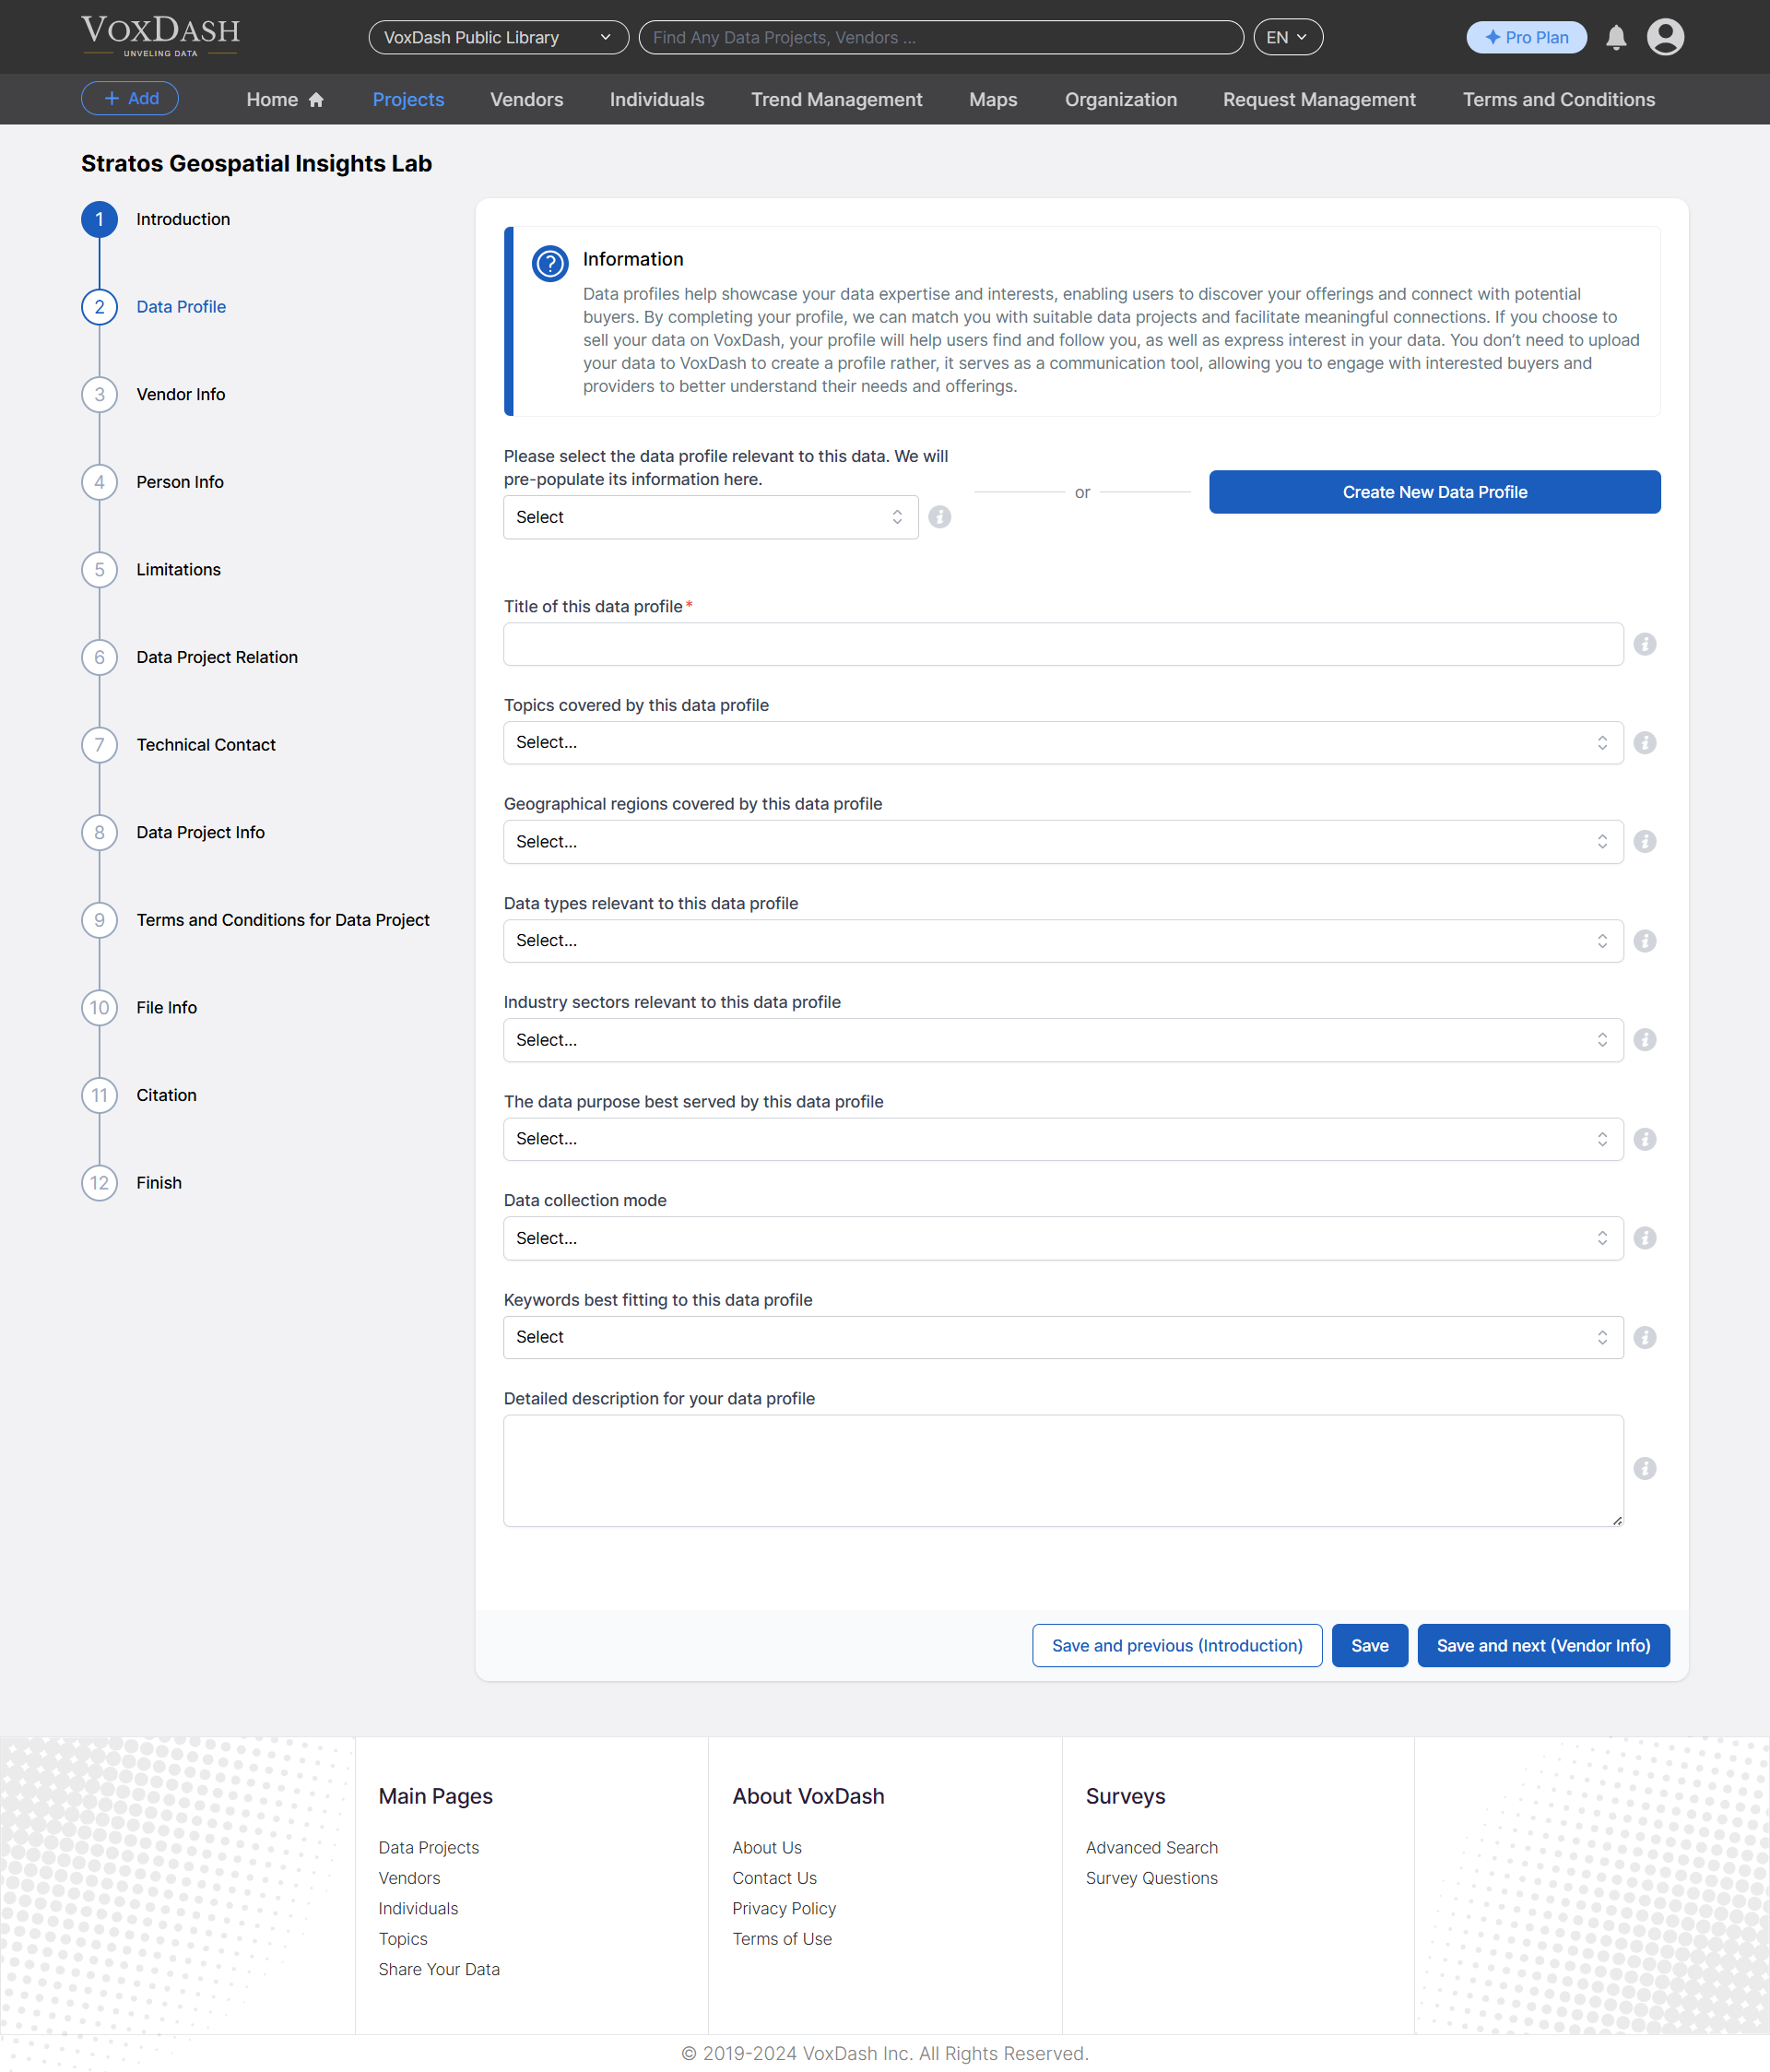 VOXDASH
UNVELING DATA
VoxDash Public Library
Find Any Data Projects, Vendors ...
EN
Pro Plan
+ Add
Home
Projects
Vendors
Individuals
Trend Management
Maps
Organization
Request Management
Terms and Conditions
Stratos Geospatial Insights Lab
1 Introduction
2 Data Profile
3 Vendor Info
4 Person Info
5 Limitations
6 Data Project Relation
7 Technical Contact
8 Data Project Info
9 Terms and Conditions for Data Project
10 File Info
11 Citation
12 Finish
Information
Data profiles help showcase your data expertise and interests, enabling users to discover your offerings and connect with potential
buyers. By completing your profile, we can match you with suitable data projects and facilitate meaningful connections. If you choose to
sell your data on VoxDash, your profile will help users find and follow you, as well as express interest in your data. You don’t need to upload
your data to VoxDash to create a profile rather, it serves as a communication tool, allowing you to engage with interested buyers and
providers to better understand their needs and offerings.
Please select the data profile relevant to this data. We will
pre-populate its information here.
Select
or
Create New Data Profile
Title of this data profile*
Topics covered by this data profile
Select...
Geographical regions covered by this data profile
Select...
Data types relevant to this data profile
Select...
Industry sectors relevant to this data profile
Select...
The data purpose best served by this data profile
Select...
Data collection mode
Select...
Keywords best fitting to this data profile
Select
Detailed description for your data profile
Save and previous (Introduction)
Save
Save and next (Vendor Info)
Main Pages
Data Projects
Vendors
Individuals
Topics
Share Your Data
About VoxDash
About Us
Contact Us
Privacy Policy
Terms of Use
Surveys
Advanced Search
Survey Questions
© 2019-2024 VoxDash Inc. All Rights Reserved.